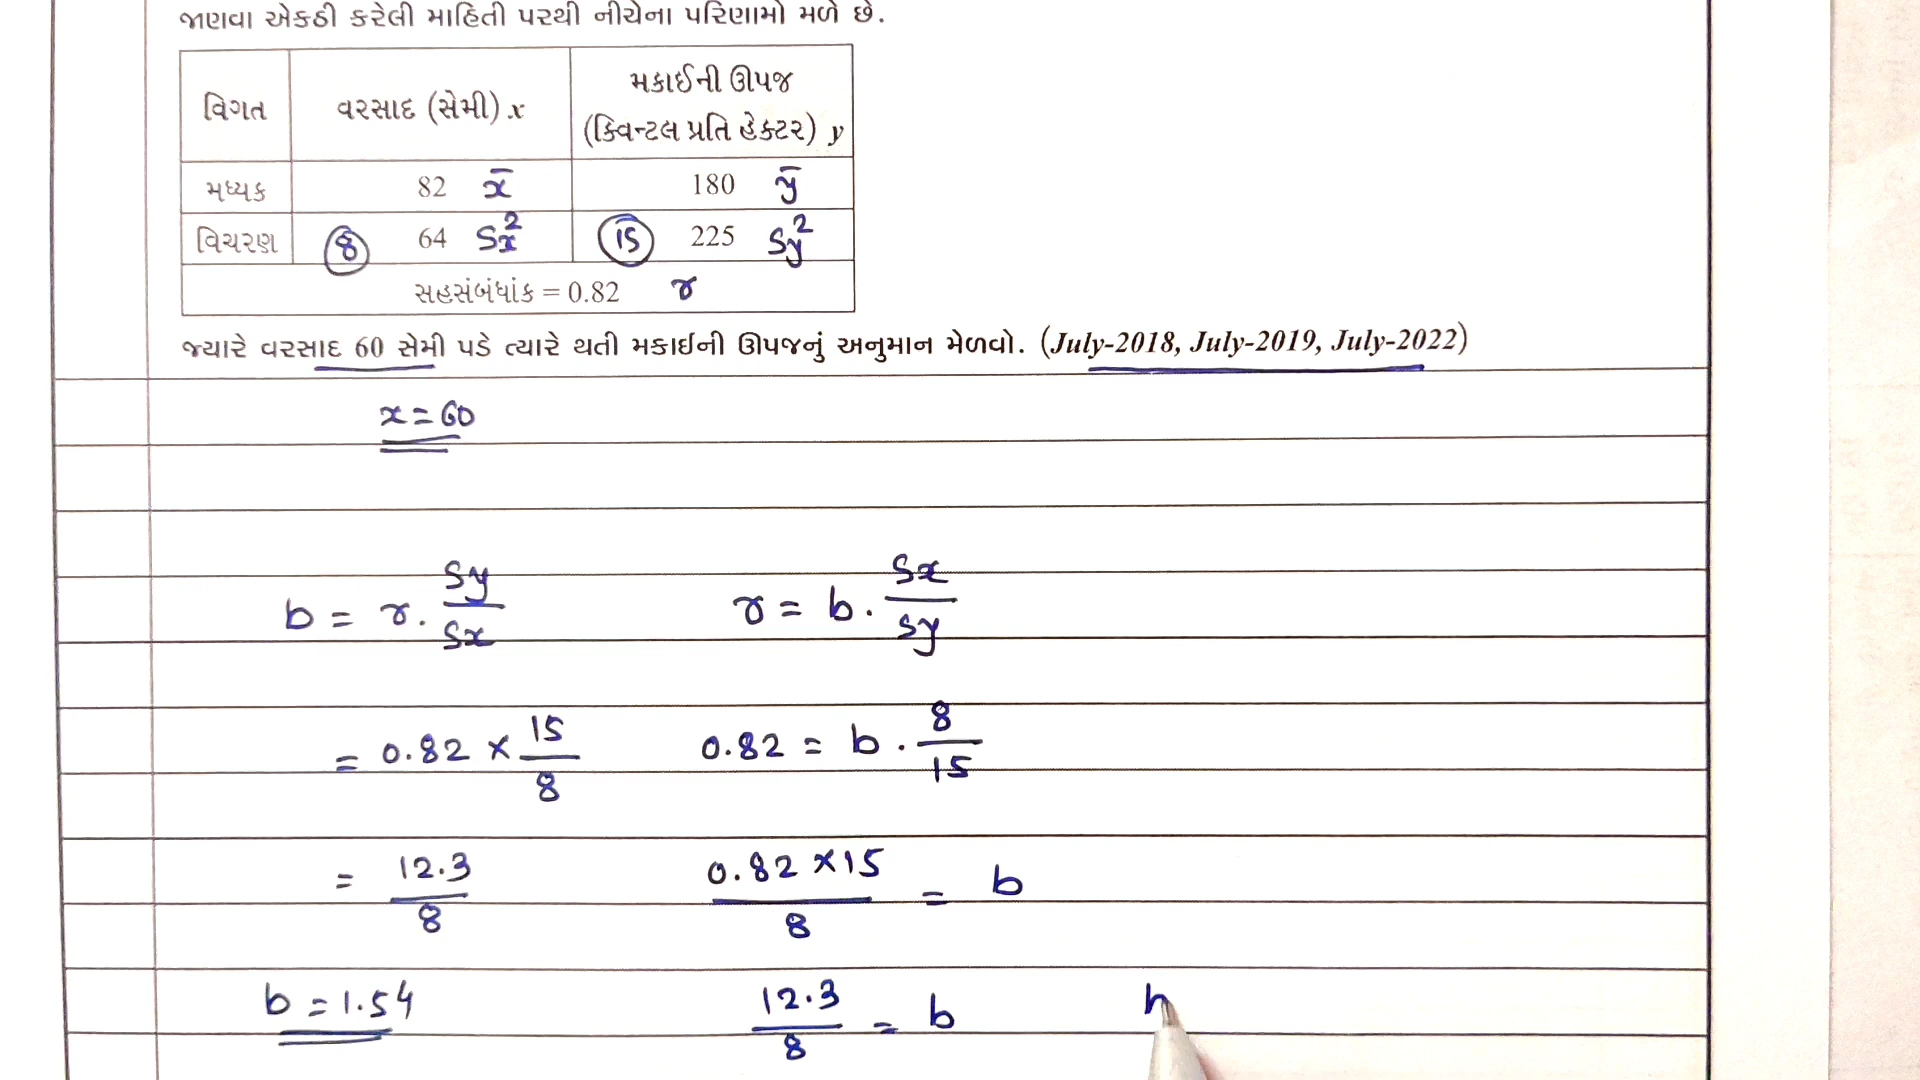 જાણવા એકઠી કરેલી માહિતી પરથી નીચેના પરિણામો મળે છે.
વિગત વરસાદ (સેમી) x મકાઈની ઊપજ (ક્વિન્ટલ પ્રતિ હેક્ટર) y
મધ્યક 82 x̄ 180 ȳ
વિચરણ 8 64 Sx² 15 225 Sy²
સહસંબંધાંક = 0.82 r
જ્યારે વરસાદ 60 સેમી પડે ત્યારે થતી મકાઈની ઊપજનું અનુમાન મેળવો. (July-2018, July-2019, July-2022)
x = 60
b = r . Sy/Sx r = b . Sx/Sy
= 0.82 × 15/8 0.82 = b . 8/15
= 12.3/8 0.82 × 15/8 = b
b = 1.54 12.3/8 = b